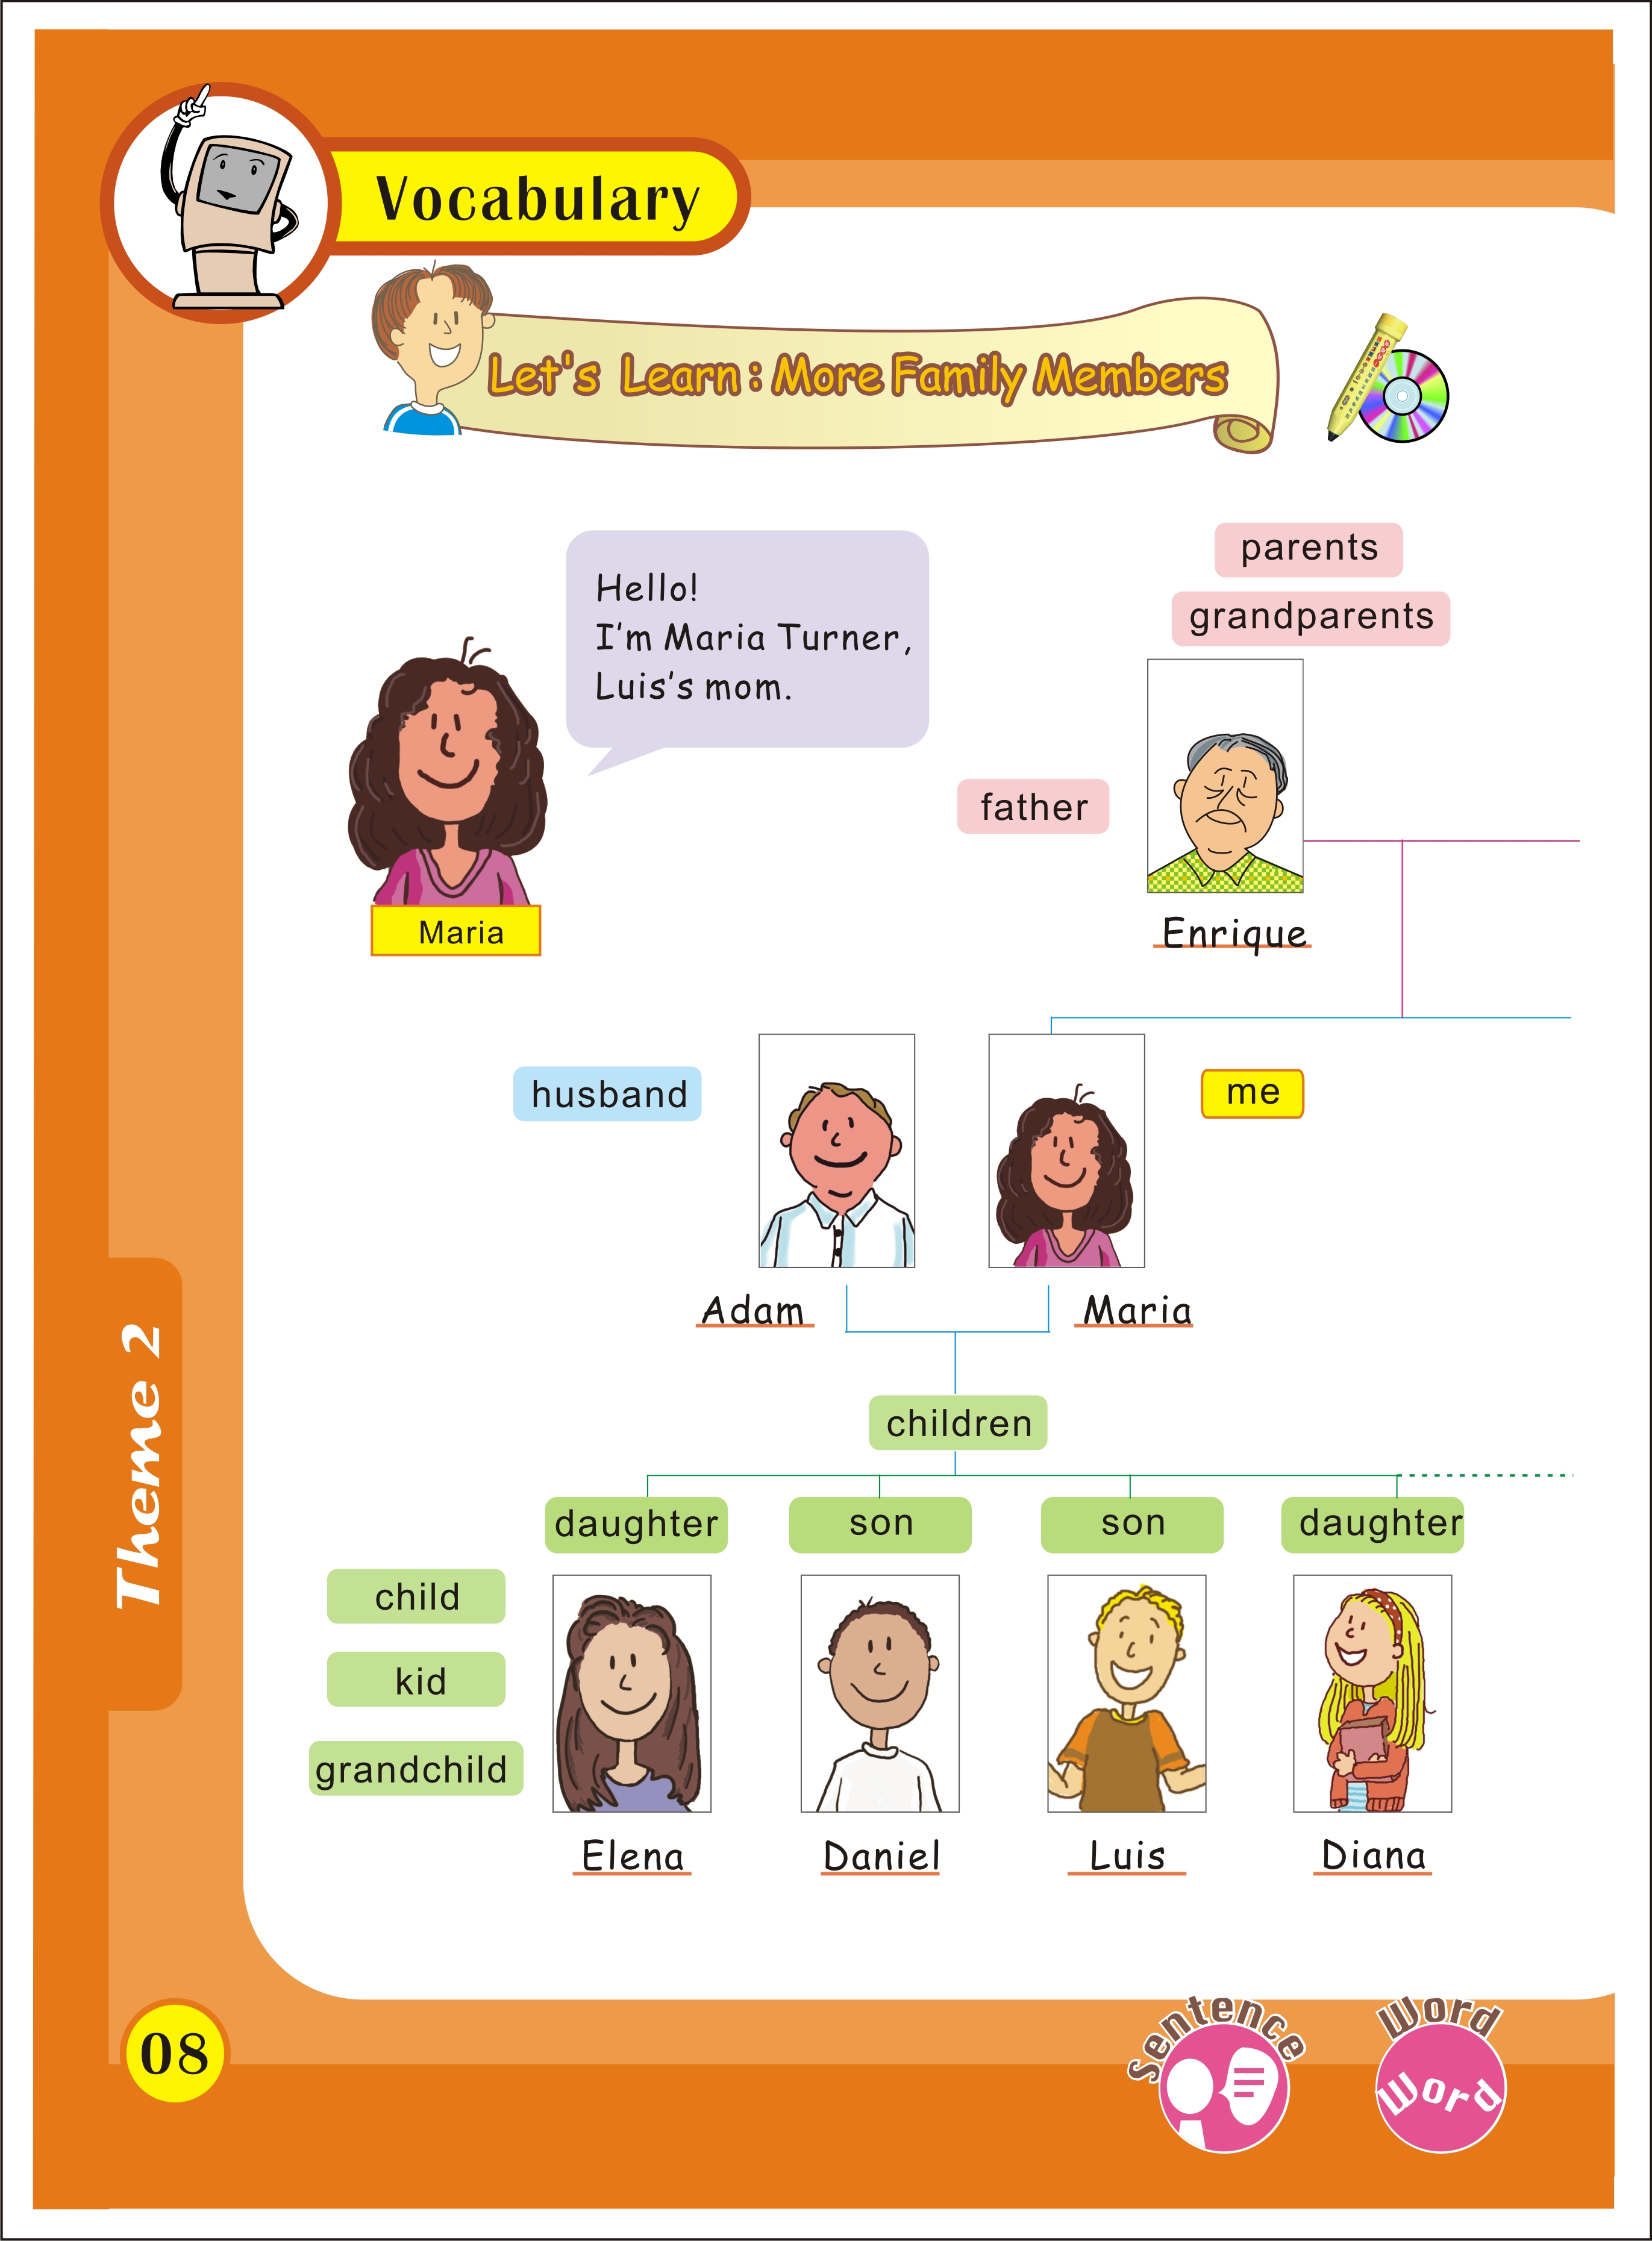 Vocabulary
Let's Learn : More Family Members
Hello!
I'm Maria Turner,
Luis's mom.
Maria
parents
grandparents
father
Enrique
husband
me
Adam
Maria
children
daughter
son
son
daughter
child
kid
grandchild
Elena
Daniel
Luis
Diana
Theme 2
08
Sentence
Word
Word